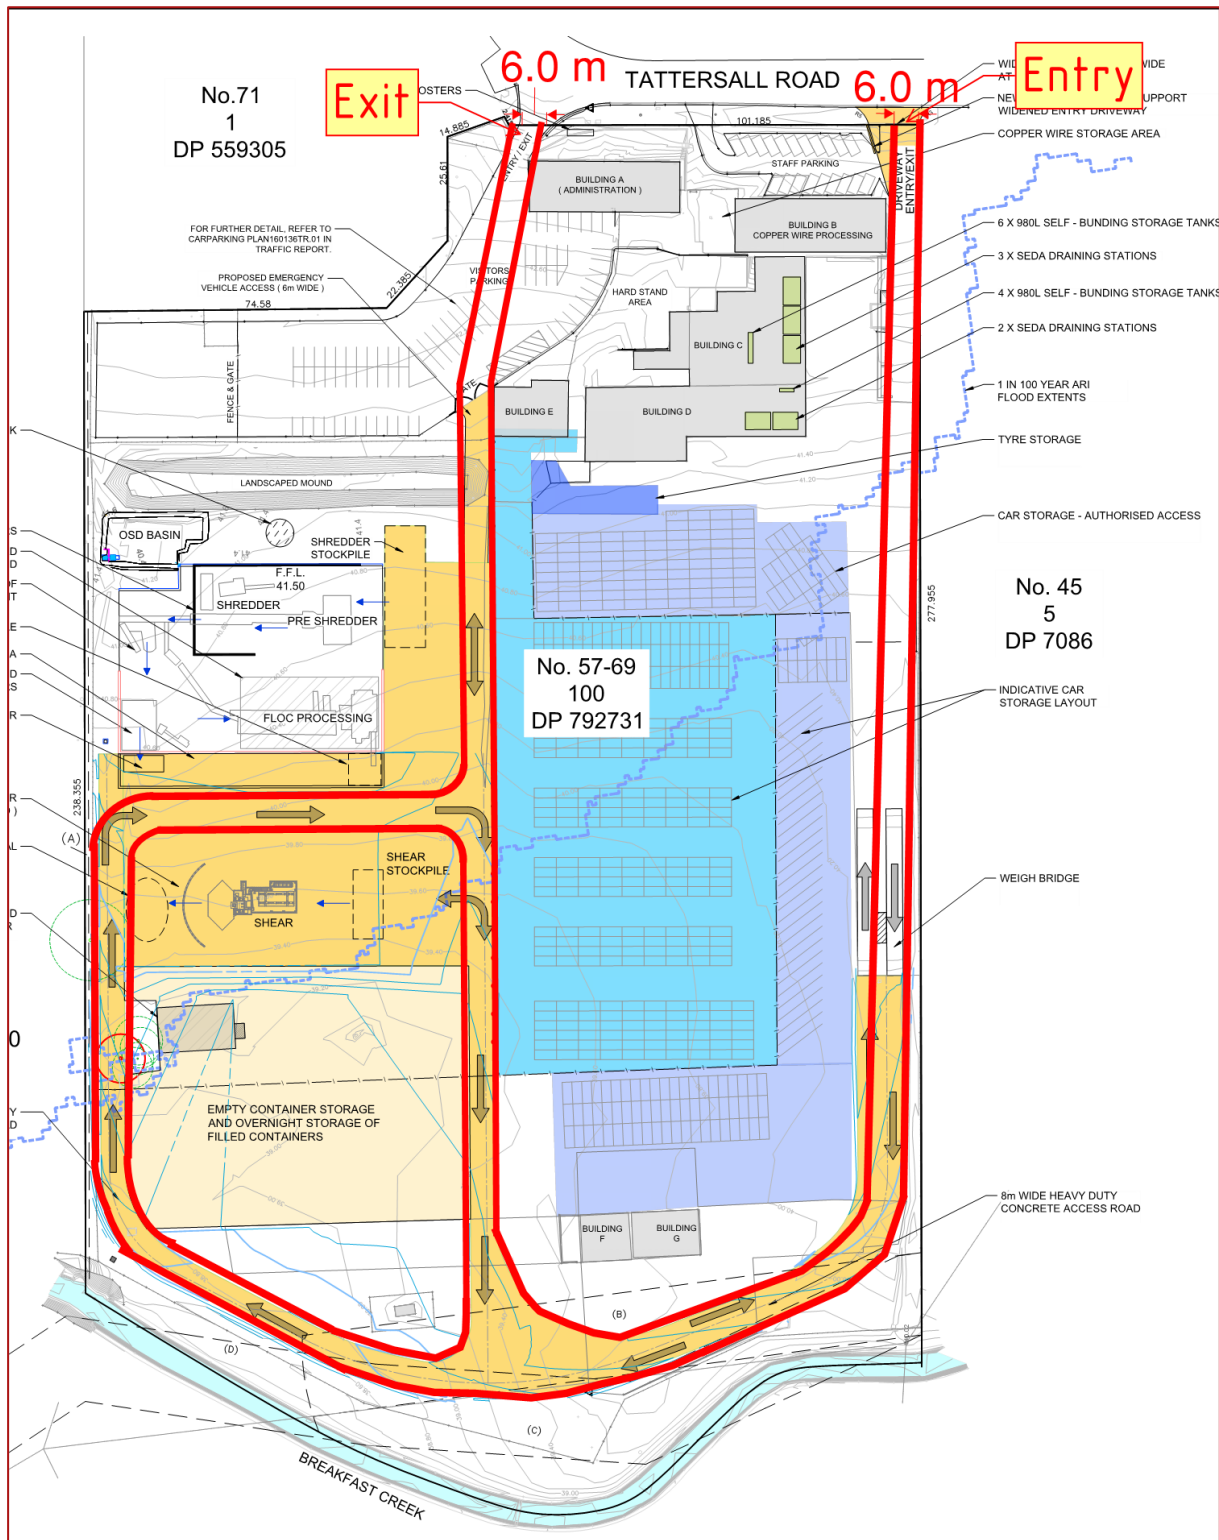 No.71
1
DP 559305
Exit
OSTERS
6.0 m
TATTERSALL ROAD
6.0 m
Entry
WID
WIDE
AT
NEW
UPPORT
WIDENED ENTRY DRIVEWAY
COPPER WIRE STORAGE AREA
6 X 980L SELF - BUNDING STORAGE TANKS
3 X SEDA DRAINING STATIONS
4 X 980L SELF - BUNDING STORAGE TANKS
2 X SEDA DRAINING STATIONS
1 IN 100 YEAR ARI
FLOOD EXTENTS
TYRE STORAGE
CAR STORAGE - AUTHORISED ACCESS
No. 45
5
DP 7086
INDICATIVE CAR
STORAGE LAYOUT
WEIGH BRIDGE
8m WIDE HEAVY DUTY
CONCRETE ACCESS ROAD
14.885
25.61
22.385
74.58
101.185
277.955
238.355
ENTRY / EXIT
DRIVEWAY
ENTRY/EXIT
STAFF PARKING
BUILDING A
( ADMINISTRATION )
BUILDING B
COPPER WIRE PROCESSING
FOR FURTHER DETAIL, REFER TO
CARPARKING PLAN160136TR.01 IN
TRAFFIC REPORT.
PROPOSED EMERGENCY
VEHICLE ACCESS ( 6m WIDE )
VISITORS
PARKING
HARD STAND
AREA
BUILDING C
BUILDING D
BUILDING E
FENCE & GATE
LANDSCAPED MOUND
OSD BASIN
SHREDDER
STOCKPILE
F.F.L.
41.50
SHREDDER
PRE SHREDDER
FLOC PROCESSING
No. 57-69
100
DP 792731
(A)
SHEAR
STOCKPILE
SHEAR
EMPTY CONTAINER STORAGE
AND OVERNIGHT STORAGE OF
FILLED CONTAINERS
BUILDING
F
BUILDING
G
(B)
(C)
(D)
BREAKFAST CREEK